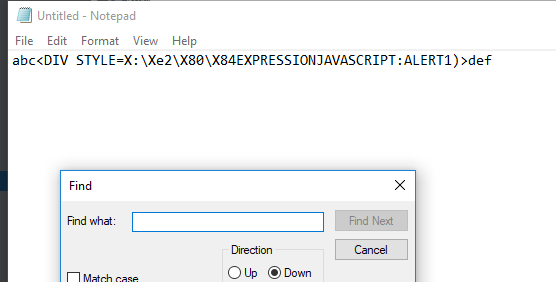 Untitled - Notepad
File Edit Format View Help
abc<DIV STYLE=X:\Xe2\X80\X84EXPRESSIONJAVASCRIPT:ALERT1)>def
Find
Find what:
Find Next
Cancel
Direction
Up Down
Match case